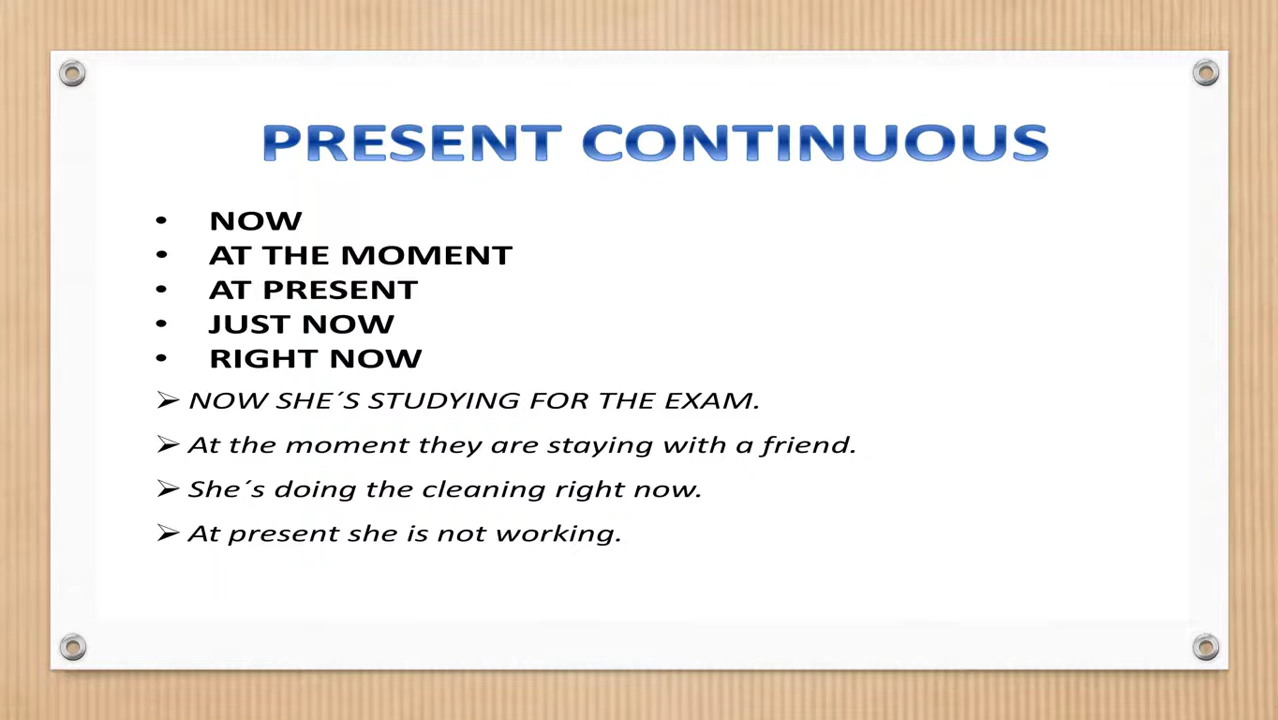 PRESENT CONTINUOUS
• NOW
• AT THE MOMENT
• AT PRESENT
• JUST NOW
• RIGHT NOW
➢ NOW SHE´S STUDYING FOR THE EXAM.
➢ At the moment they are staying with a friend.
➢ She´s doing the cleaning right now.
➢ At present she is not working.